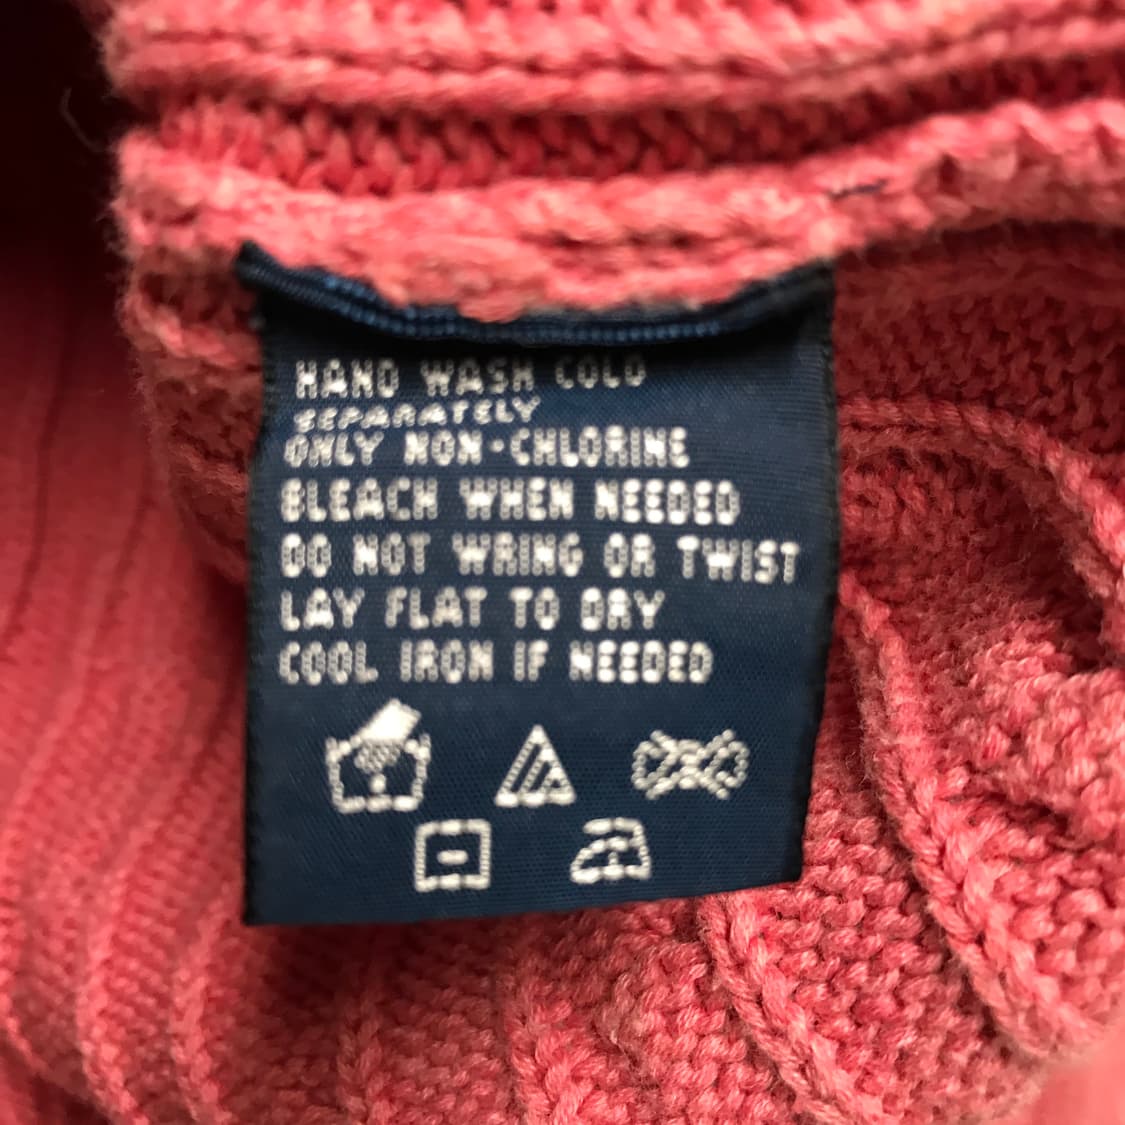 HAND WASH COLD
SEPARATELY
ONLY NON-CHLORINE
BLEACH WHEN NEEDED
DO NOT WRING OR TWIST
LAY FLAT TO DRY
COOL IRON IF NEEDED